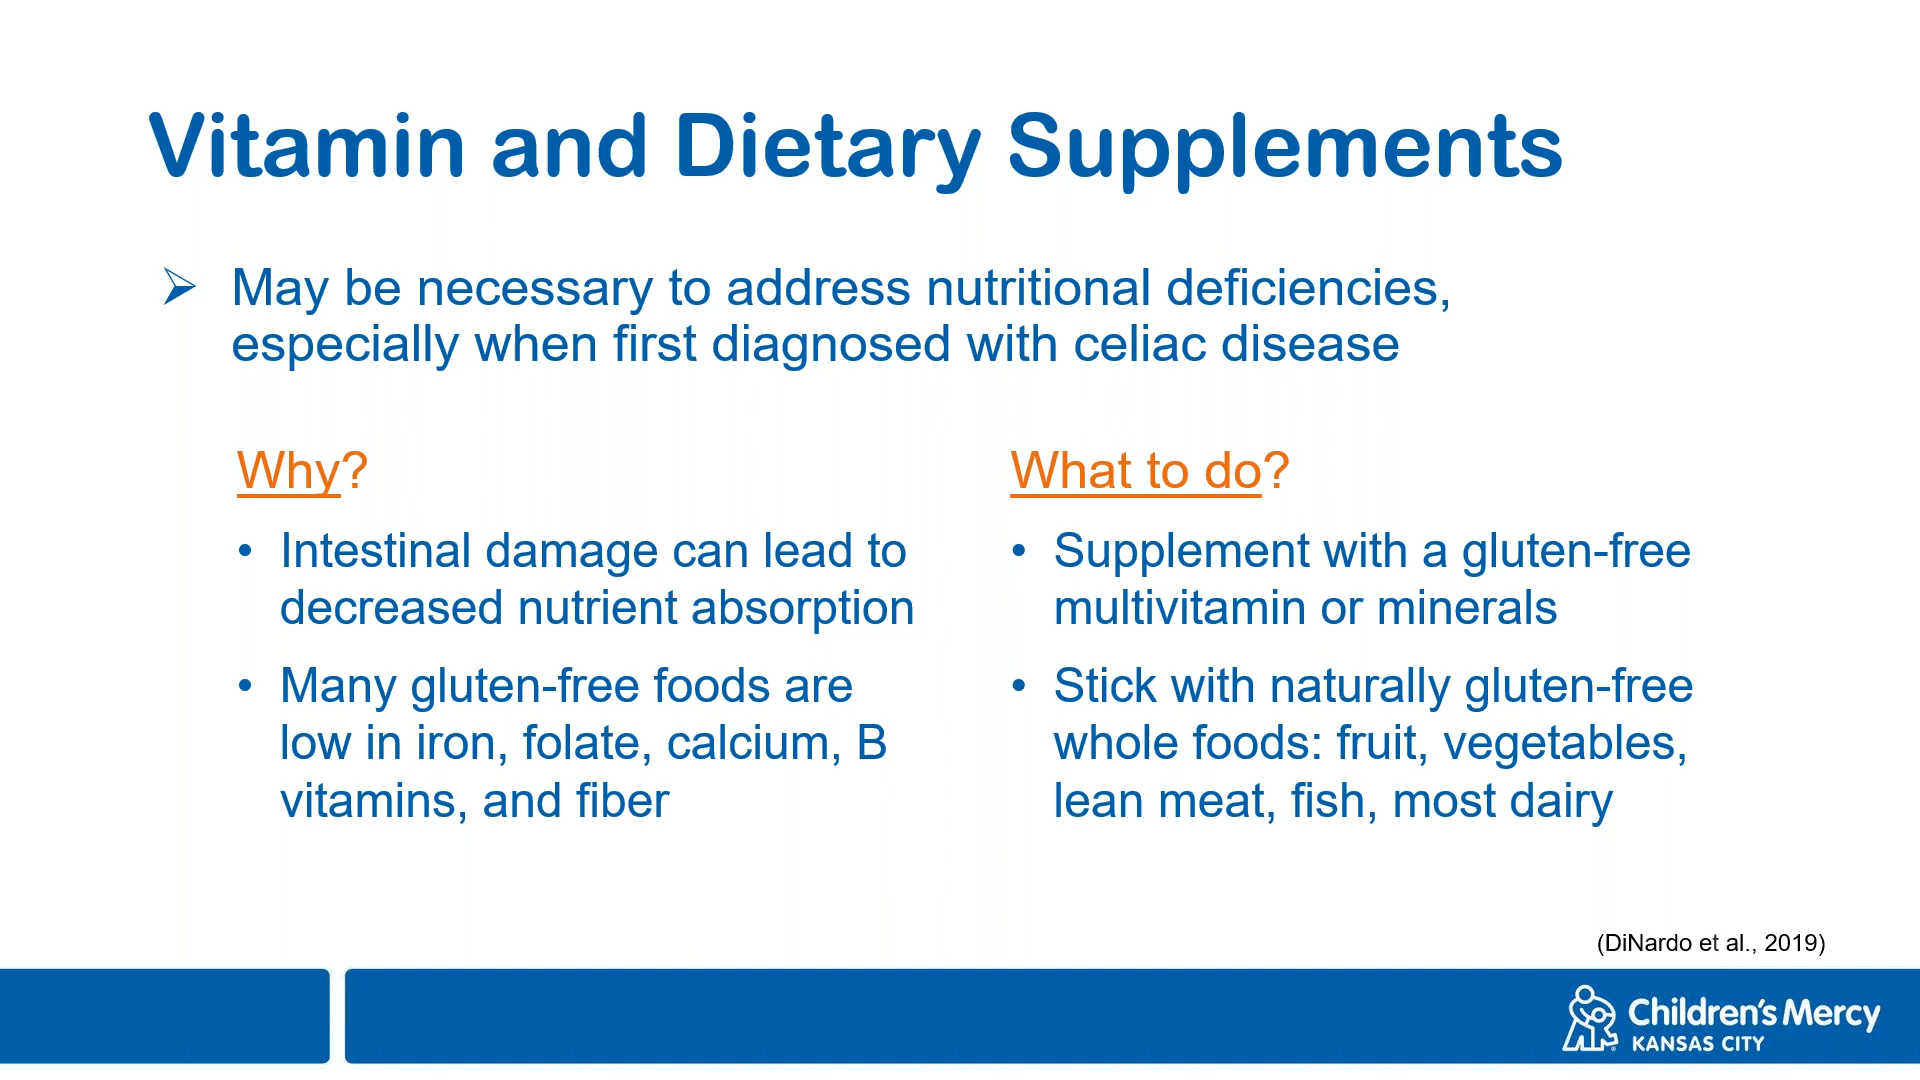 Vitamin and Dietary Supplements
➢ May be necessary to address nutritional deficiencies,
especially when first diagnosed with celiac disease
Why?
• Intestinal damage can lead to
decreased nutrient absorption
• Many gluten-free foods are
low in iron, folate, calcium, B
vitamins, and fiber
What to do?
• Supplement with a gluten-free
multivitamin or minerals
• Stick with naturally gluten-free
whole foods: fruit, vegetables,
lean meat, fish, most dairy
(DiNardo et al., 2019)
Children's Mercy
KANSAS CITY